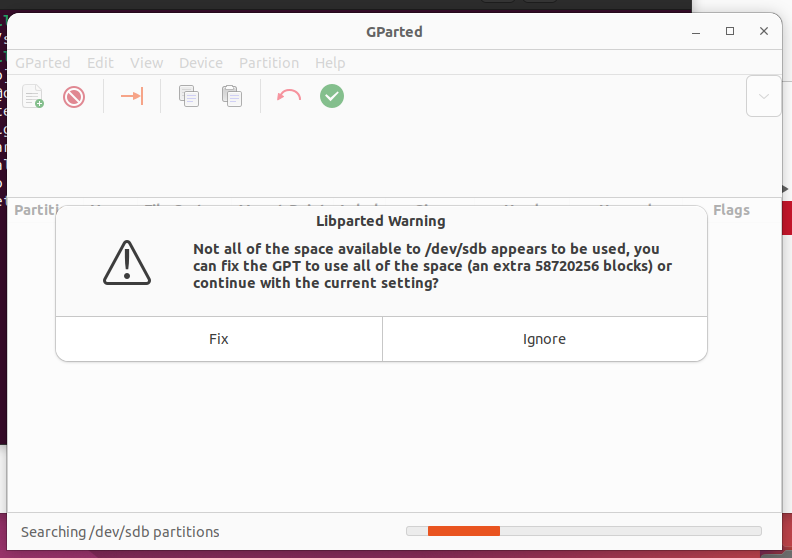 GParted
GParted Edit View Device Partition Help
Flags
Libparted Warning
Not all of the space available to /dev/sdb appears to be used, you
can fix the GPT to use all of the space (an extra 58720256 blocks) or
continue with the current setting?
Fix Ignore
Searching /dev/sdb partitions